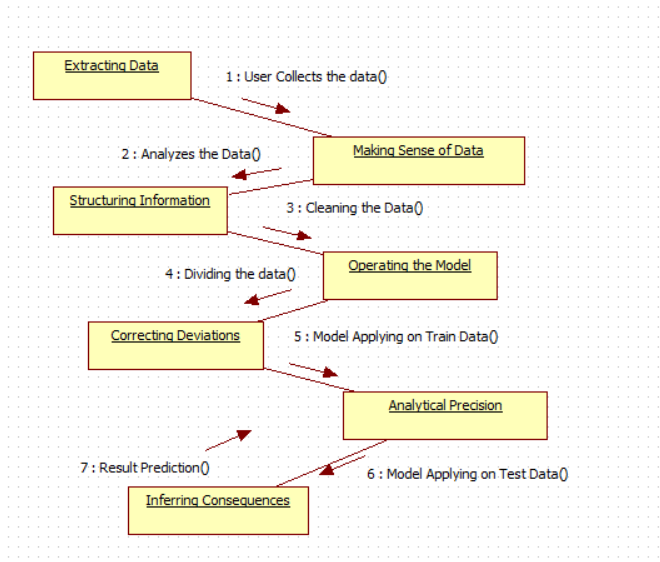 Extracting Data
1 : User Collects the data()
Making Sense of Data
2 : Analyzes the Data()
Structuring Information
3 : Cleaning the Data()
Operating the Model
4 : Dividing the data()
Correcting Deviations
5 : Model Applying on Train Data()
Analytical Precision
7 : Result Prediction()
6 : Model Applying on Test Data()
Inferring Consequences